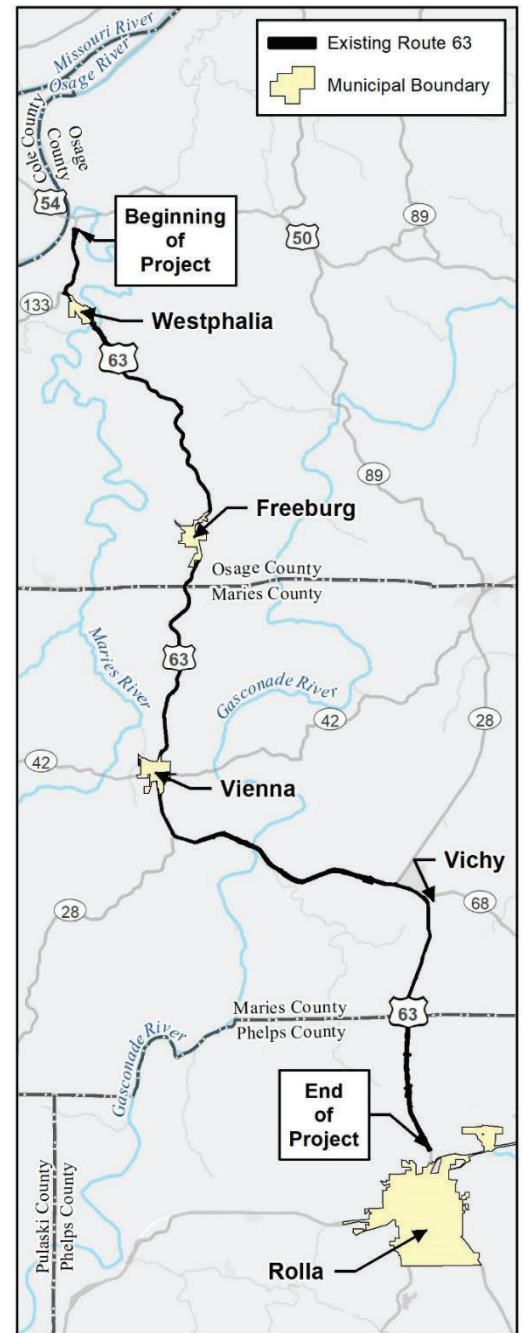 Existing Route 63
Municipal Boundary
Missouri River
Osage River
Cole County
Osage
County
54
Beginning
of
Project
50
89
133
Westphalia
63
89
Freeburg
Osage County
Maries County
63
Maries River
Gasconade River
42
28
42
Vienna
Vichy
28
68
Maries County
Phelps County
63
Gasconade River
End
of
Project
Pulaski County
Phelps County
Rolla